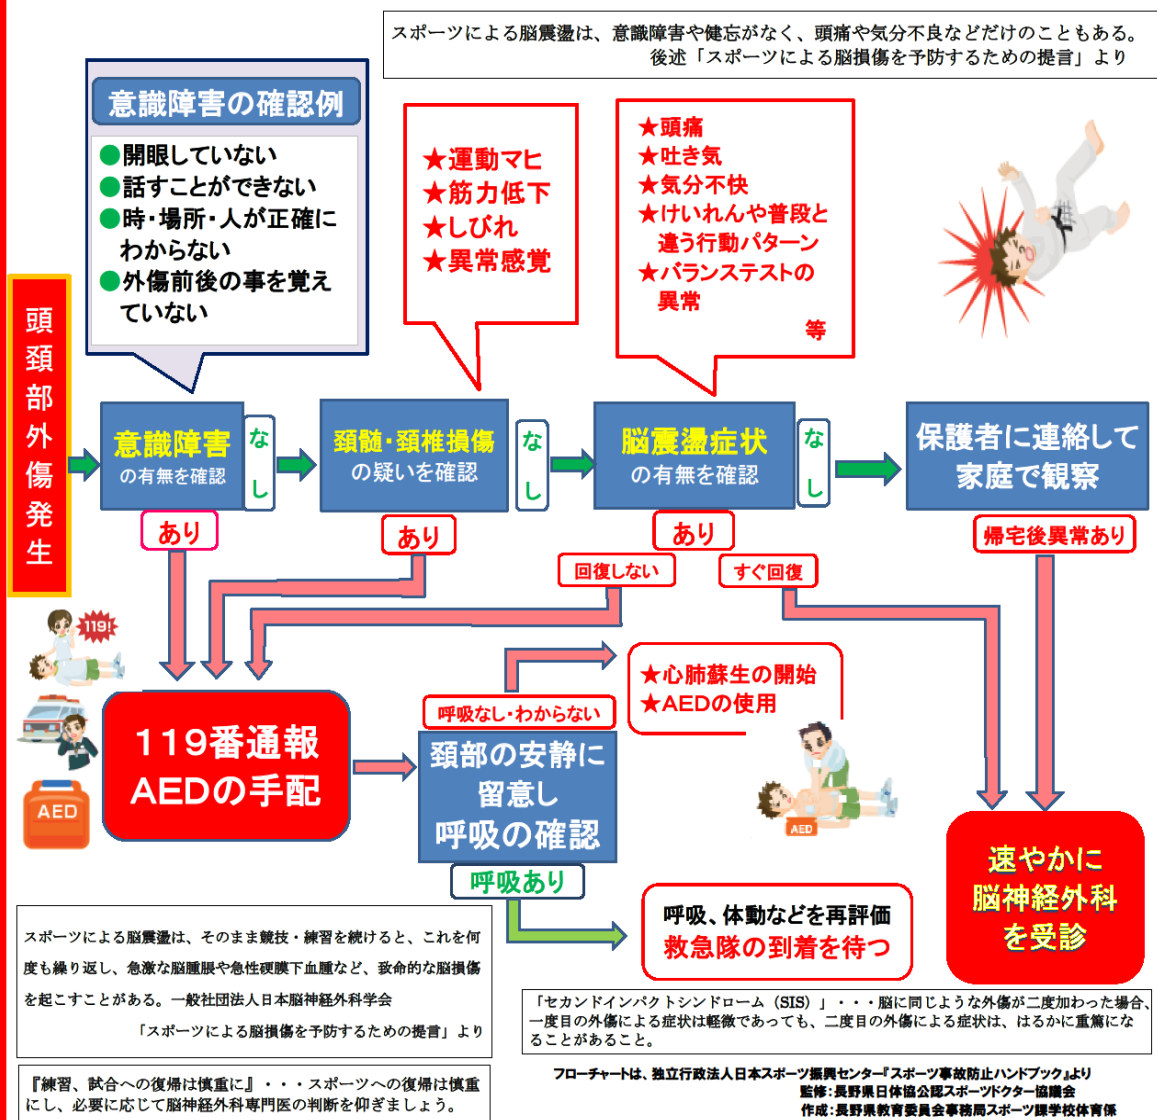 スポーツによる脳震盪は、意識障害や健忘がなく、頭痛や気分不良などだけのこともある。
後述「スポーツによる脳損傷を予防するための提言」より
意識障害の確認例
●開眼していない
●話すことができない
●時・場所・人が正確に
わからない
●外傷前後の事を覚え
ていない
★運動マヒ
★筋力低下
★しびれ
★異常感覚
★頭痛
★吐き気
★気分不快
★けいれんや普段と
違う行動パターン
★バランステストの
異常
等
頭頚部外傷発生
意識障害
の有無を確認
なし
頚髄・頚椎損傷
の疑いを確認
なし
脳震盪症状
の有無を確認
なし
保護者に連絡して
家庭で観察
あり
あり
あり
帰宅後異常あり
回復しない
すぐ回復
119!
119番通報
AEDの手配
AED
呼吸なし・わからない
★心肺蘇生の開始
★AEDの使用
頚部の安静に
留意し
呼吸の確認
AED
呼吸あり
呼吸、体動などを再評価
救急隊の到着を待つ
速やかに
脳神経外科
を受診
スポーツによる脳震盪は、そのまま競技・練習を続けると、これを何
度も繰り返し、急激な脳腫脹や急性硬膜下血腫など、致命的な脳損傷
を起こすことがある。一般社団法人日本脳神経外科学会
「スポーツによる脳損傷を予防するための提言」より
「セカンドインパクトシンドローム（SIS）」・・・脳に同じような外傷が二度加わった場合、
一度目の外傷による症状は軽微であっても、二度目の外傷による症状は、はるかに重篤にな
ることがあること。
『練習、試合への復帰は慎重に』・・・スポーツへの復帰は慎重
にし、必要に応じて脳神経外科専門医の判断を仰ぎましょう。
フローチャートは、独立行政法人日本スポーツ振興センター『スポーツ事故防止ハンドブック』より
監修：長野県日体協公認スポーツドクター協議会
作成：長野県教育委員会事務局スポーツ課学校体育係